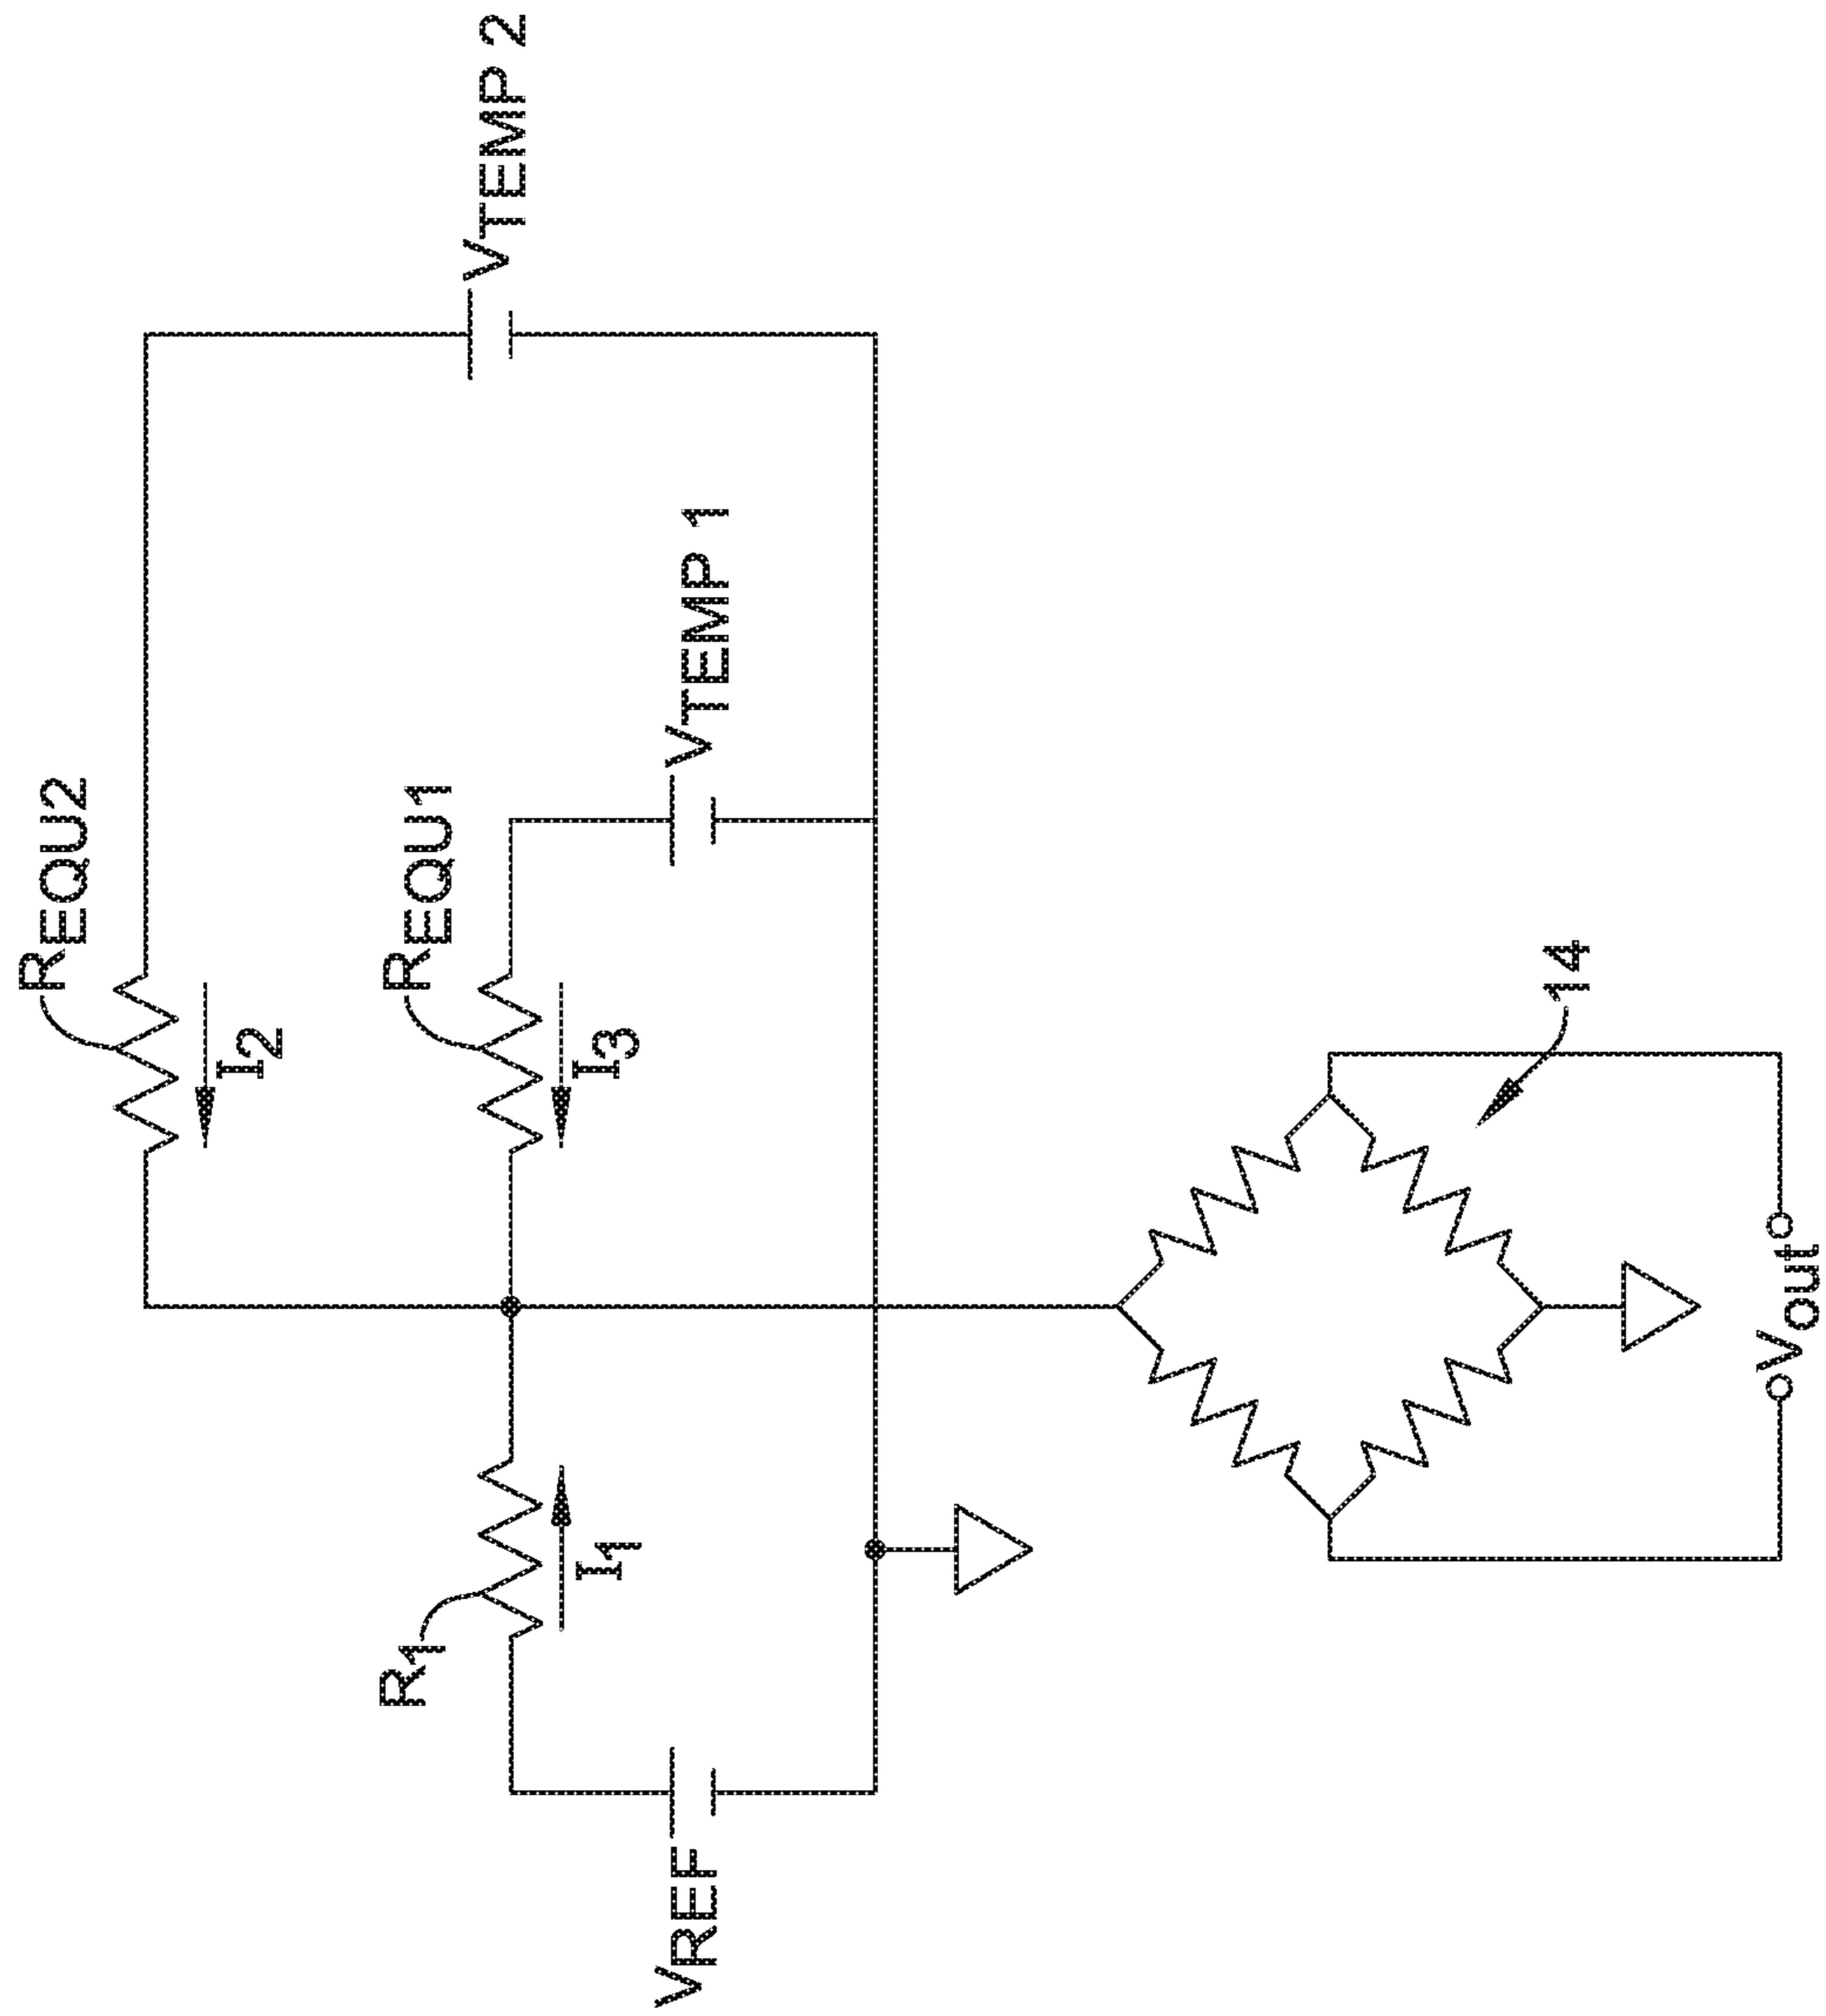 REQU2
I2
VTEMP 2
R1
I1
REQU1
I3
VTEMP 1
VREF
14
Vout